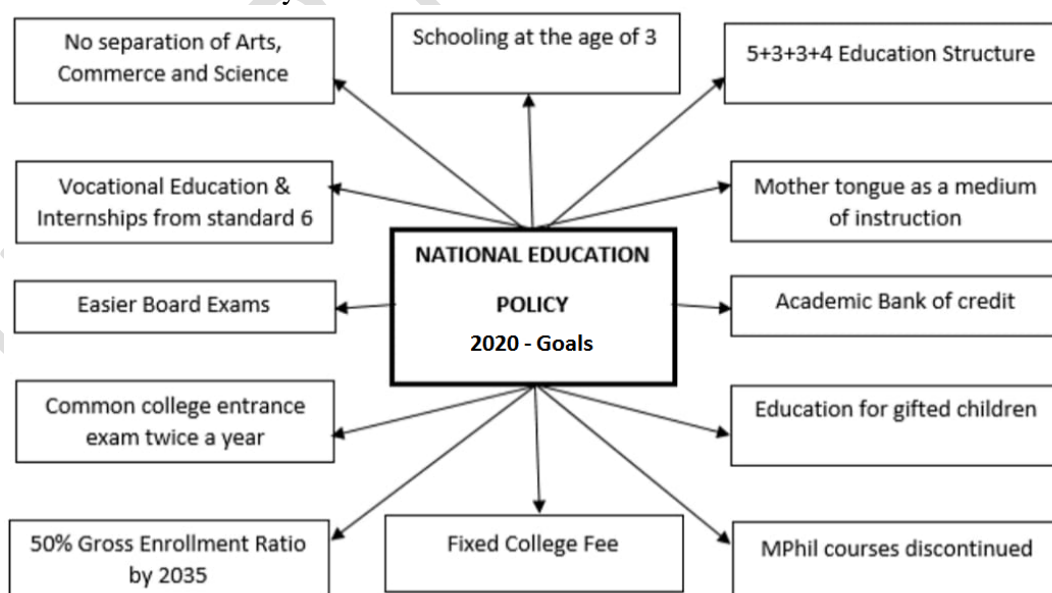 No separation of Arts,
Commerce and Science
Schooling at the age of 3
5+3+3+4 Education Structure
Vocational Education &
Internships from standard 6
Mother tongue as a medium
of instruction
NATIONAL EDUCATION
POLICY
2020 - Goals
Easier Board Exams
Academic Bank of credit
Common college entrance
exam twice a year
Education for gifted children
50% Gross Enrollment Ratio
by 2035
Fixed College Fee
MPhil courses discontinued